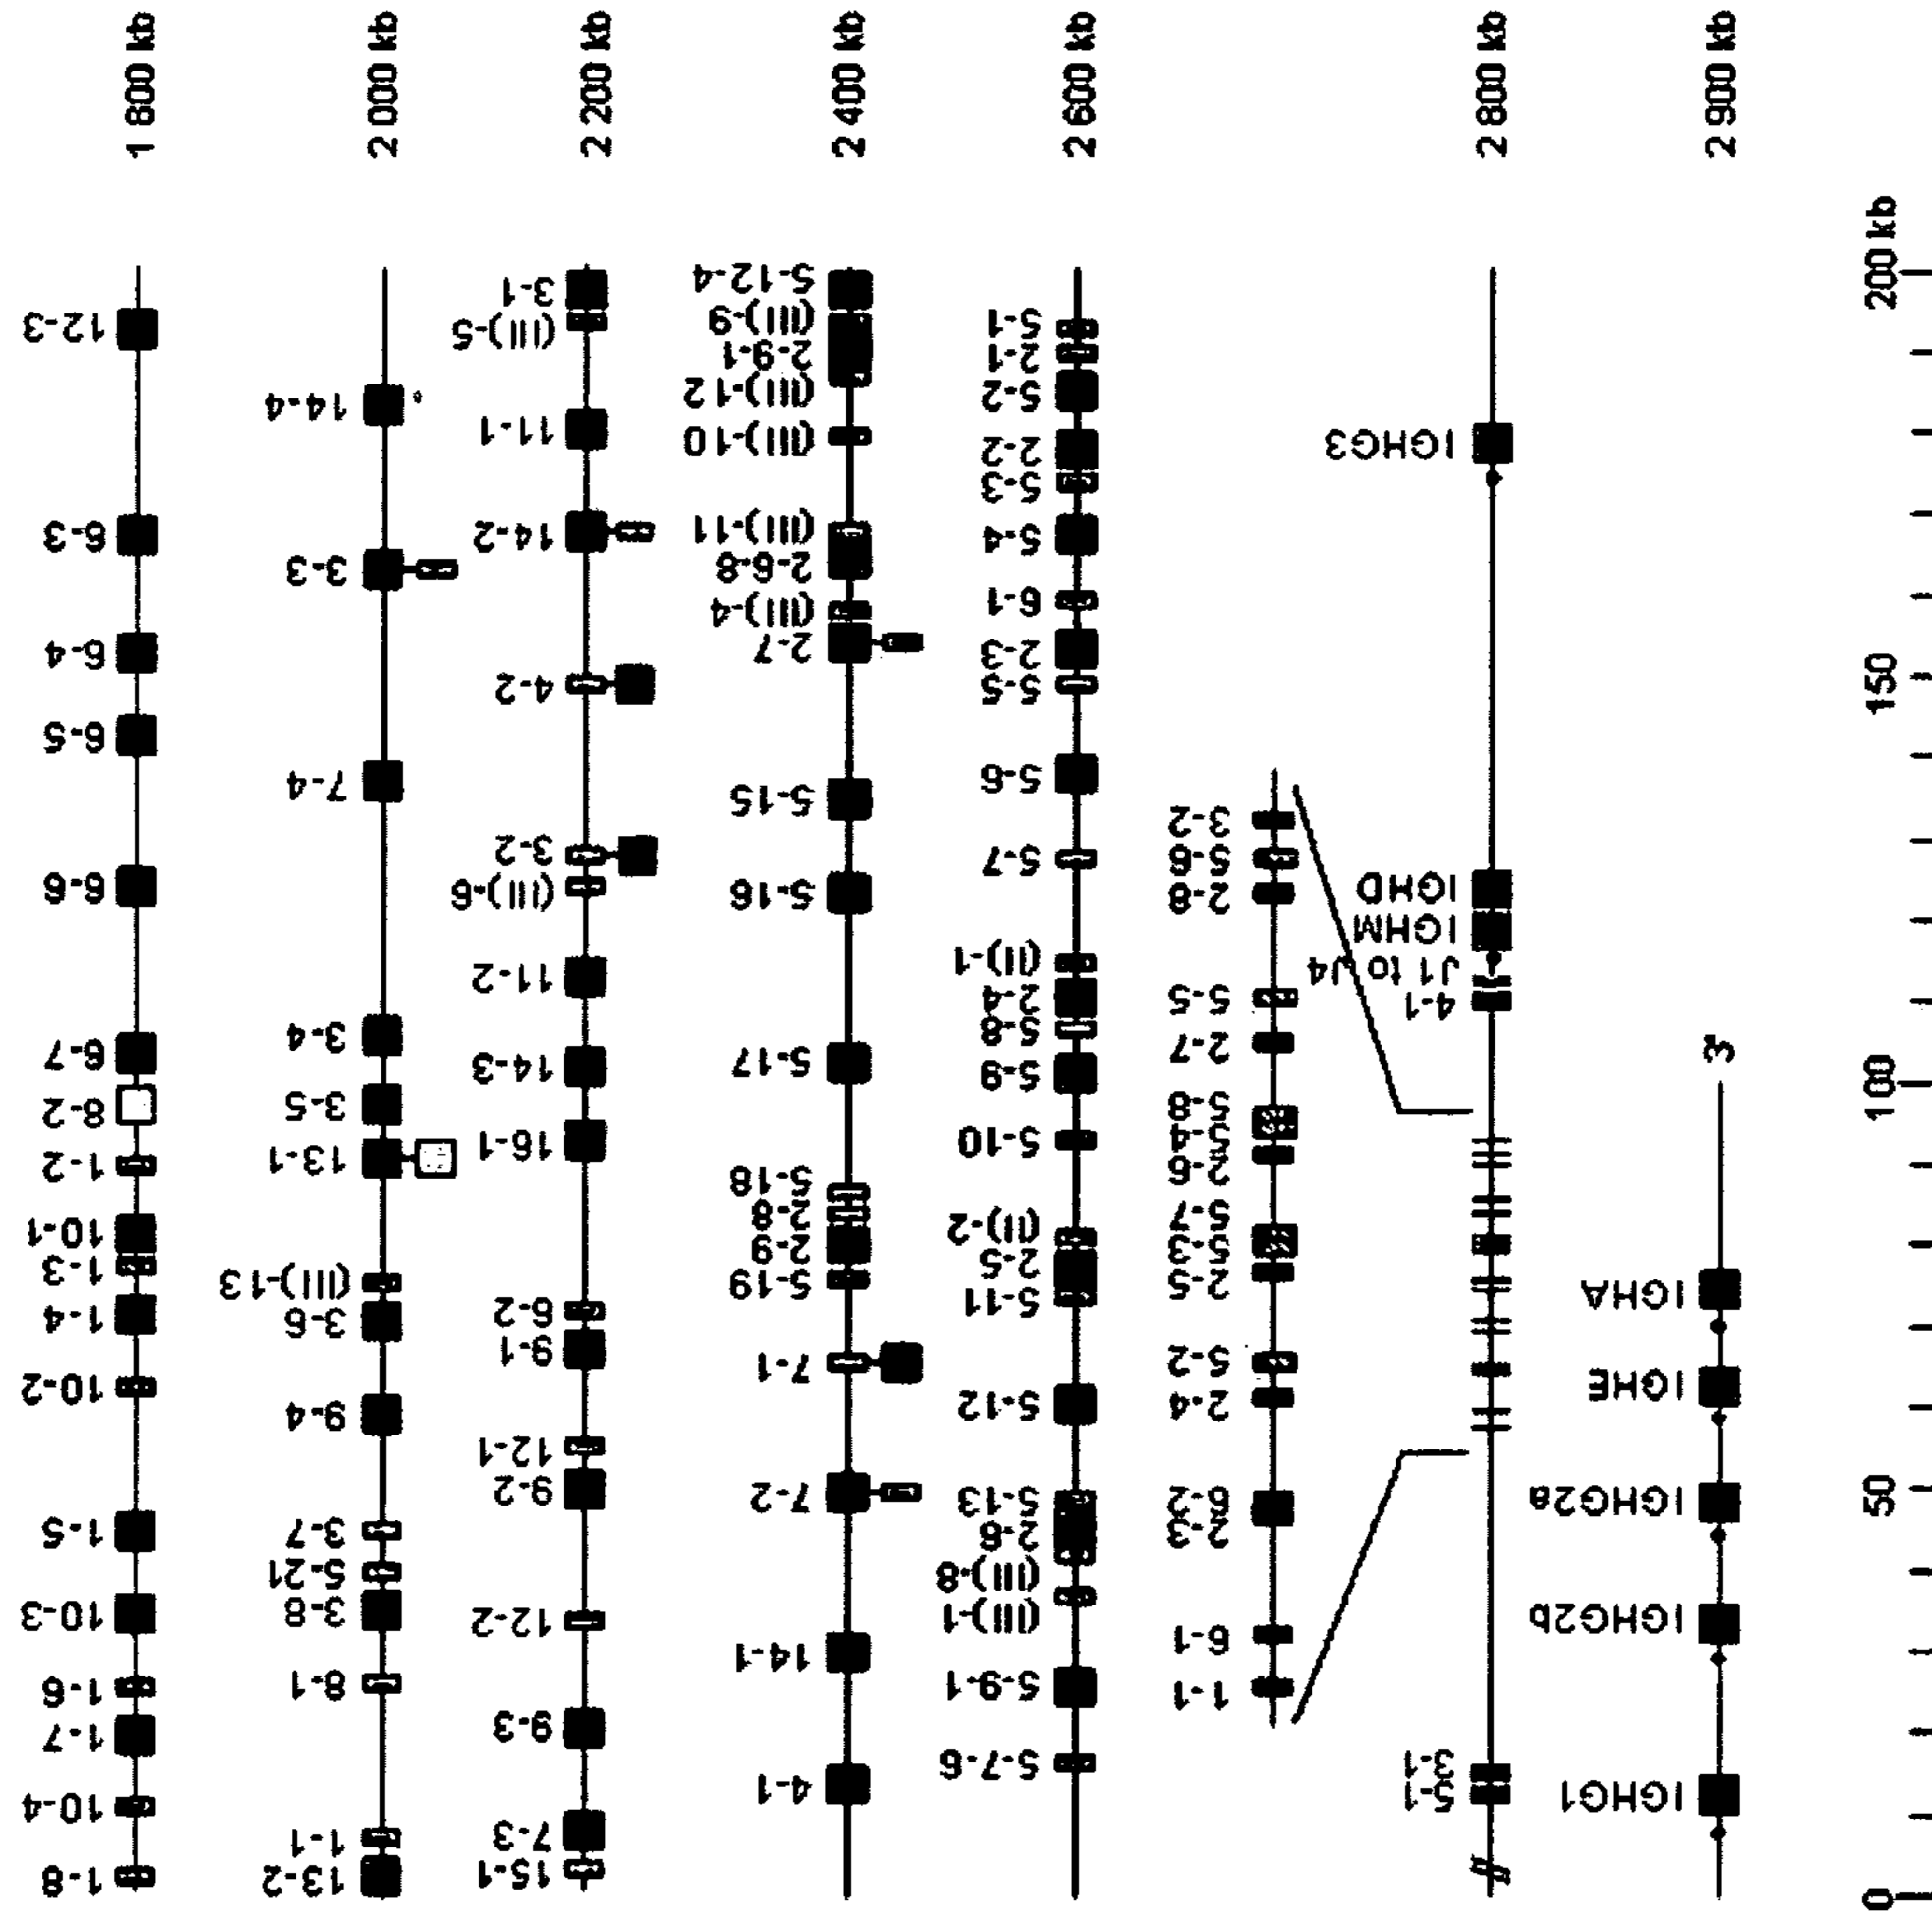 1-8 10-4 1-7 1-6 10-3 1-5 10-2 1-4 1-3 10-1 1-2 8-2 6-7 6-6 6-5 6-4 6-3 12-3 1 800 kb
13-2 1-1 8-1 3-8 5-21 3-7 9-4 3-6 (III)-13 13-1 3-5 3-4 7-4 3-3 14-4 2 000 kb
15-1 7-3 9-3 12-2 9-2 12-1 9-1 6-2 16-1 14-3 11-2 (III)-6 3-2 4-2 14-2 11-1 (III)-5 3-1 2 200 kb
4-1 14-1 7-2 7-1 5-19 2-9 2-8 5-18 5-17 5-16 5-15 2-7 (III)-4 2-6-8 (III)-11 (III)-10 (III)-12 2-9-1 (III)-9 5-12-4 2 400 kb
5-7-6 5-9-1 (III)-1 (III)-8 2-6 5-13 5-12 5-11 2-5 (II)-2 5-10 5-9 5-8 2-4 (II)-1 5-7 5-6 5-5 2-3 6-1 5-4 5-3 2-2 5-2 2-1 5-1 2 600 kb
1-1 6-1 2-3 6-2 2-4 5-2 2-5 5-3 5-7 2-6 5-4 5-8 2-7 5-5 2-8 5-6 3-2
5-1 3-1 4-1 J1 to J4 IGHM IGHD IGHG3 2 800 kb
IGHG1 IGHG2b IGHG2a IGHE IGHA 3' 2 900 kb
0 50 100 150 200 kb